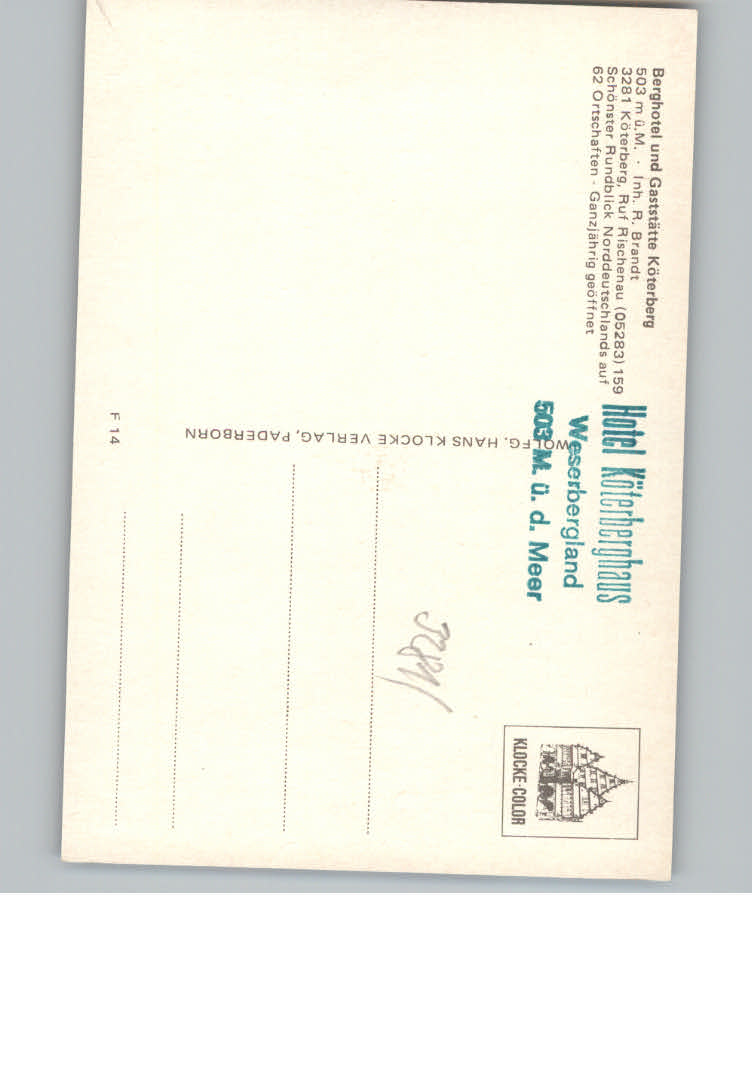 Berghotel und Gaststätte Köterberg
503 m ü.M. · Inh. R. Brandt
3281 Köterberg, Ruf Rischenau (05283) 159
Schönster Rundblick Norddeutschlands auf
62 Ortschaften · Ganzjährig geöffnet
Hotel Köterberghaus
Weserbergland
503 M. ü. d. Meer
WOLFG. HANS KLOCKE VERLAG, PADERBORN
KLOCKE-COLOR
F 14